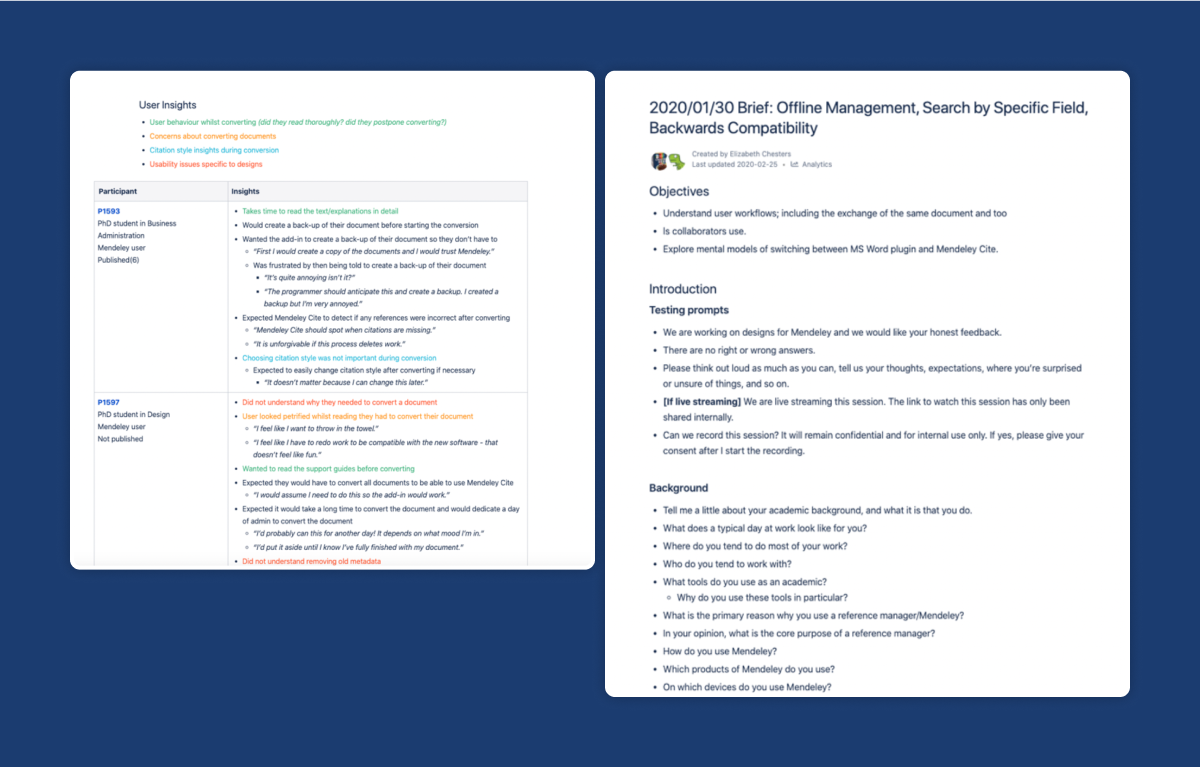 User Insights
• User behaviour whilst converting (did they read thoroughly? did they postpone converting?)
• Concerns about converting documents
• Citation style insights during conversion
• Usability issues specific to designs
Participant
Insights
P1593
PhD student in Business
Administration
Mendeley user
Published(6)
• Takes time to read the text/explanations in detail
• Would create a back-up of their document before starting the conversion
• Wanted the add-in to create a back-up of their document so they don't have to
◦ "First I would create a copy of the documents and I would trust Mendeley."
◦ Was frustrated by then being told to create a back-up of their document
▪ "It's quite annoying isn't it?"
▪ "The programmer should anticipate this and create a backup. I created a
backup but I'm very annoyed."
• Expected Mendeley Cite to detect if any references were incorrect after converting
◦ "Mendeley Cite should spot when citations are missing."
◦ "It is unforgivable if this process deletes work."
• Choosing citation style was not important during conversion
◦ Expected to easily change citation style after converting if necessary
▪ "It doesn't matter because I can change this later."
P1597
PhD student in Design
Mendeley user
Not published
• Did not understand why they needed to convert a document
• User looked petrified whilst reading they had to convert their document
◦ "I feel like I want to throw in the towel."
◦ "I feel like I have to redo work to be compatible with the new software - that
doesn't feel like fun."
• Wanted to read the support guides before converting
• Expected they would have to convert all documents to be able to use Mendeley Cite
◦ "I would assume I need to do this so the add-in would work."
• Expected it would take a long time to convert the document and would dedicate a day
of admin to convert the document
◦ "I'd probably can this for another day! It depends on what mood I'm in."
◦ "I'd put it aside until I know I've fully finished with my document."
• Did not understand removing old metadata
2020/01/30 Brief: Offline Management, Search by Specific Field,
Backwards Compatibility
Created by Elizabeth Chesters
Last updated 2020-02-25 • Analytics
Objectives
• Understand user workflows; including the exchange of the same document and too
• ls collaborators use.
• Explore mental models of switching between MS Word plugin and Mendeley Cite.
Introduction
Testing prompts
• We are working on designs for Mendeley and we would like your honest feedback.
• There are no right or wrong answers.
• Please think out loud as much as you can, tell us your thoughts, expectations, where you're surprised
or unsure of things, and so on.
• [If live streaming] We are live streaming this session. The link to watch this session has only been
shared internally.
• Can we record this session? It will remain confidential and for internal use only. If yes, please give your
consent after I start the recording.
Background
• Tell me a little about your academic background, and what it is that you do.
• What does a typical day at work look like for you?
• Where do you tend to do most of your work?
• Who do you tend to work with?
• What tools do you use as an academic?
◦ Why do you use these tools in particular?
• What is the primary reason why you use a reference manager/Mendeley?
• In your opinion, what is the core purpose of a reference manager?
• How do you use Mendeley?
• Which products of Mendeley do you use?
• On which devices do you use Mendeley?